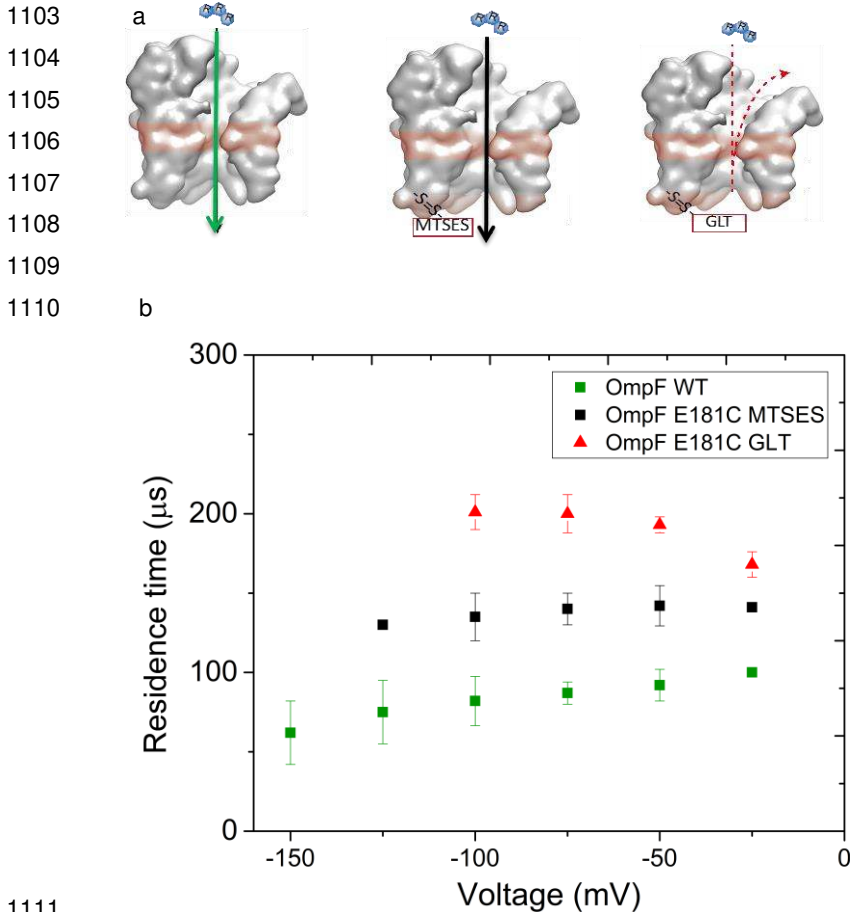 1103 a
1104
1105
1106
1107
S=S S=S
1108 MTSES GLT
1109
1110 b
300
OmpF WT
OmpF E181C MTSES
OmpF E181C GLT
200
100
0
Residence time (μs)
-150 -100 -50 0
Voltage (mV)
1111